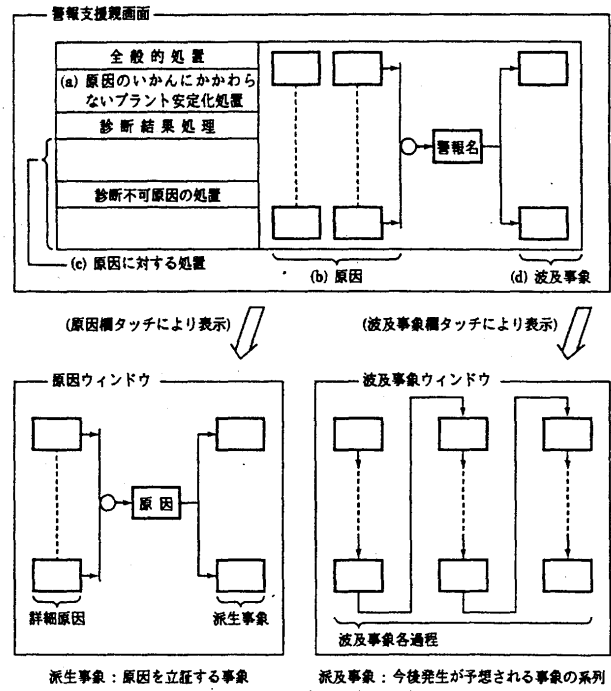 警報支援親画面
全般的処置
(a) 原因のいかんにかかわら
ないプラント安定化処置
診断結果処理
診断不可原因の処置
警報名
(c) 原因に対する処置
(b) 原因
(d) 波及事象
(原因欄タッチにより表示)
(波及事象欄タッチにより表示)
原因ウィンドウ
波及事象ウィンドウ
原因
詳細原因
派生事象
波及事象各過程
派生事象：原因を立証する事象
派及事象：今後発生が予想される事象の系列